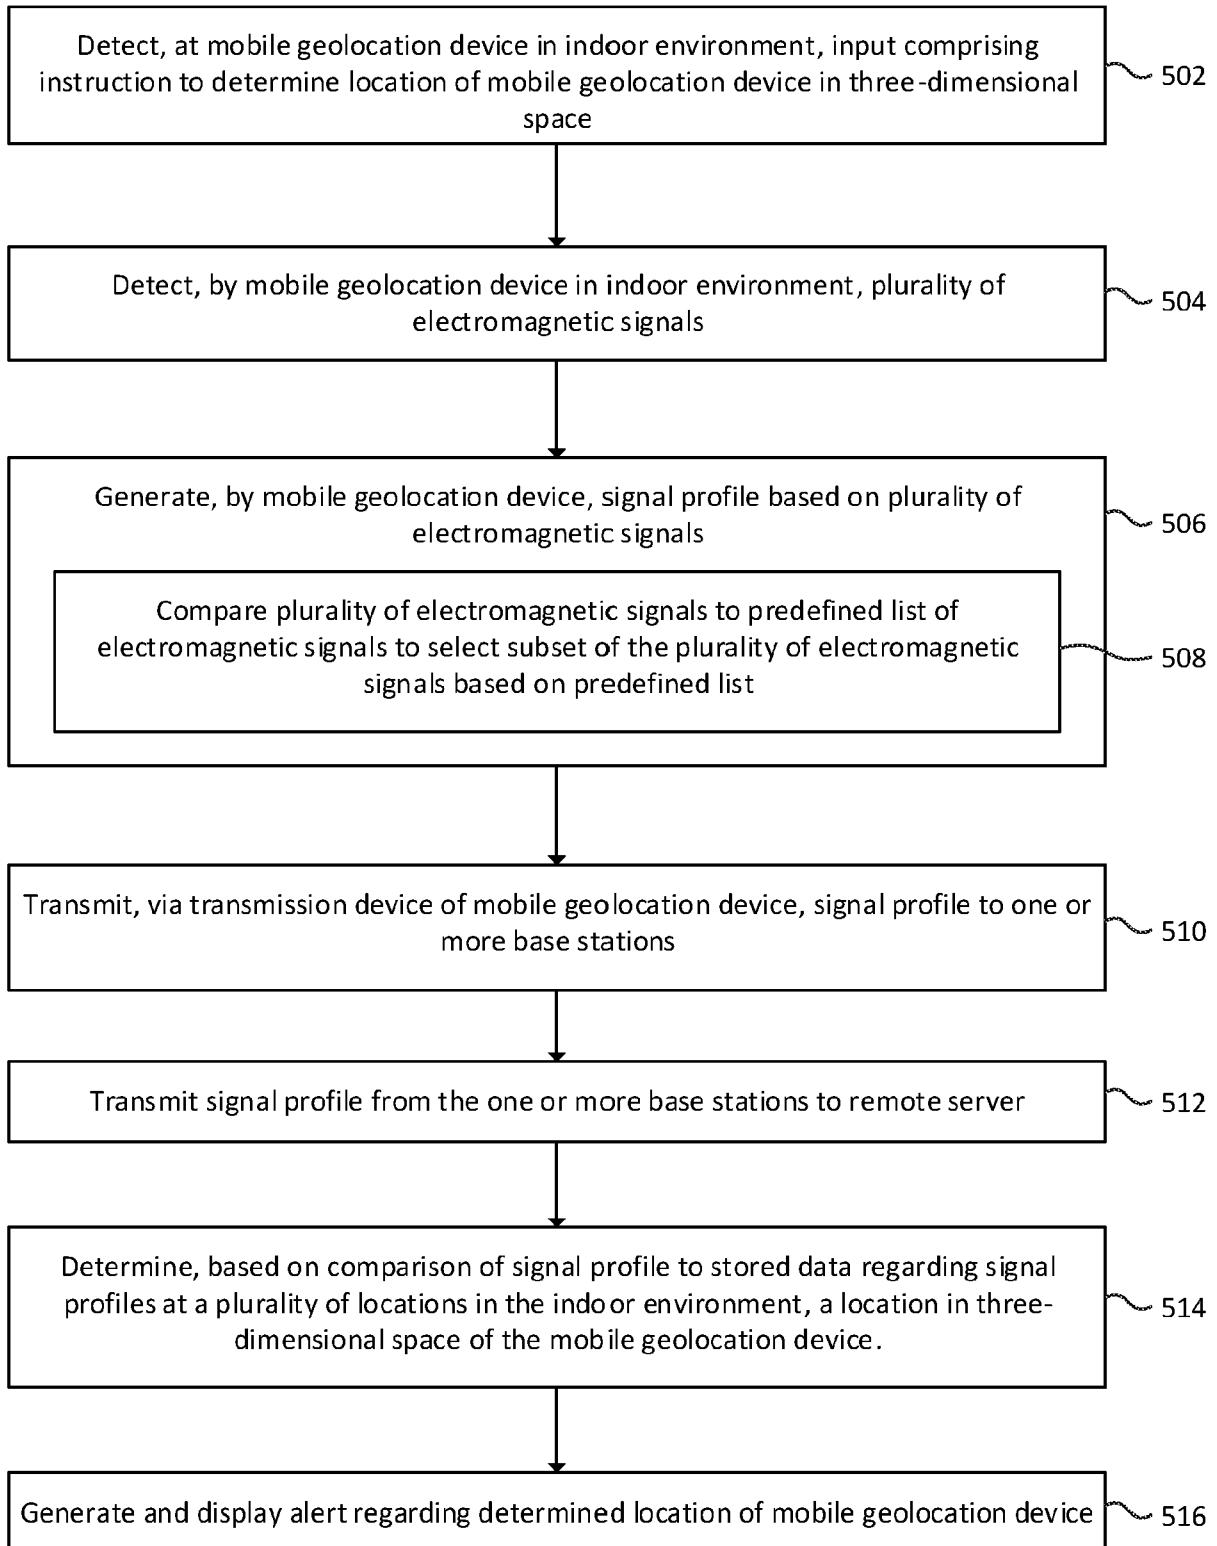 Detect, at mobile geolocation device in indoor environment, input comprising
instruction to determine location of mobile geolocation device in three-dimensional
space
502
Detect, by mobile geolocation device in indoor environment, plurality of
electromagnetic signals
504
Generate, by mobile geolocation device, signal profile based on plurality of
electromagnetic signals
506
Compare plurality of electromagnetic signals to predefined list of
electromagnetic signals to select subset of the plurality of electromagnetic
signals based on predefined list
508
Transmit, via transmission device of mobile geolocation device, signal profile to one or
more base stations
510
Transmit signal profile from the one or more base stations to remote server
512
Determine, based on comparison of signal profile to stored data regarding signal
profiles at a plurality of locations in the indoor environment, a location in three-
dimensional space of the mobile geolocation device.
514
Generate and display alert regarding determined location of mobile geolocation device
516